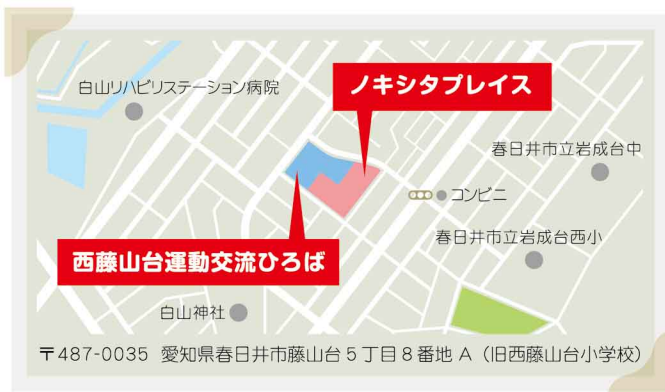 白山リハビリステーション病院
ノキシタプレイス
春日井市立岩成台中
コンビニ
春日井市立岩成台西小
西藤山台運動交流ひろば
白山神社
〒487-0035 愛知県春日井市藤山台5丁目8番地A（旧西藤山台小学校）